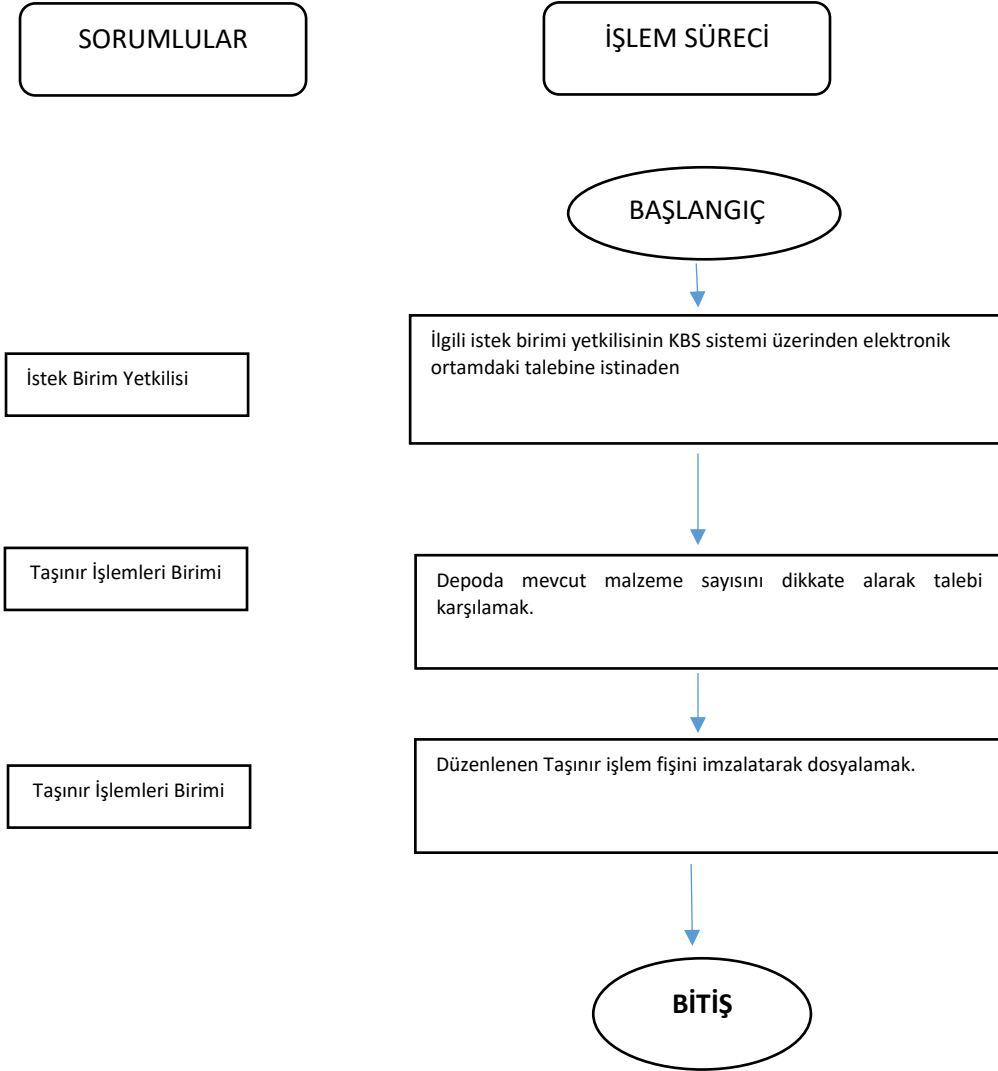 SORUMLULAR
İŞLEM SÜRECİ
BAŞLANGIÇ
İstek Birim Yetkilisi
İlgili istek birimi yetkilisinin KBS sistemi üzerinden elektronik
ortamdaki talebine istinaden
Taşınır İşlemleri Birimi
Depoda mevcut malzeme sayısını dikkate alarak talebi
karşılamak.
Taşınır İşlemleri Birimi
Düzenlenen Taşınır işlem fişini imzalatarak dosyalamak.
BİTİŞ